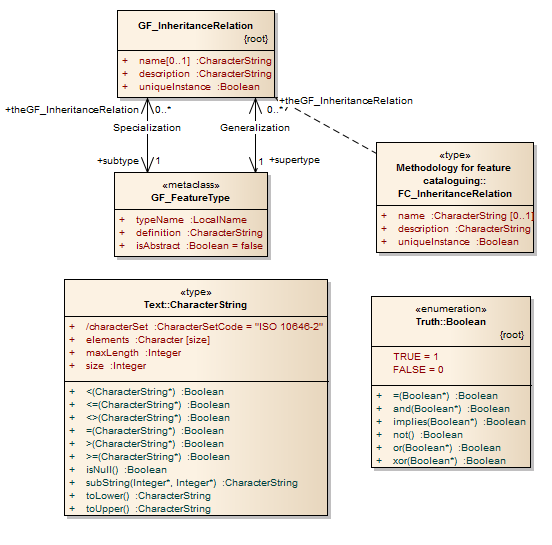 GF_InheritanceRelation
{root}
+ name[0..1] :CharacterString
+ description :CharacterString
+ uniqueInstance :Boolean
+theGF_InheritanceRelation
0..*
0..*
+theGF_InheritanceRelation
Specialization
Generalization
+subtype
1
1
+supertype
«type»
Methodology for feature
cataloguing::
FC_InheritanceRelation
+ name :CharacterString [0..1]
+ description :CharacterString
+ uniqueInstance :Boolean
«metaclass»
GF_FeatureType
+ typeName :LocalName
+ definition :CharacterString
+ isAbstract :Boolean = false
«type»
Text::CharacterString
+ /characterSet :CharacterSetCode = "ISO 10646-2"
+ elements :Character [size]
+ maxLength :Integer
+ size :Integer
+ <(CharacterString*) :Boolean
+ <=(CharacterString*) :Boolean
+ <>(CharacterString*) :Boolean
+ =(CharacterString*) :Boolean
+ >(CharacterString*) :Boolean
+ >=(CharacterString*) :Boolean
+ isNull() :Boolean
+ subString(Integer*, Integer*) :CharacterString
+ toLower() :CharacterString
+ toUpper() :CharacterString
«enumeration»
Truth::Boolean
{root}
TRUE = 1
FALSE = 0
+ =(Boolean*) :Boolean
+ and(Boolean*) :Boolean
+ implies(Boolean*) :Boolean
+ not() :Boolean
+ or(Boolean*) :Boolean
+ xor(Boolean*) :Boolean